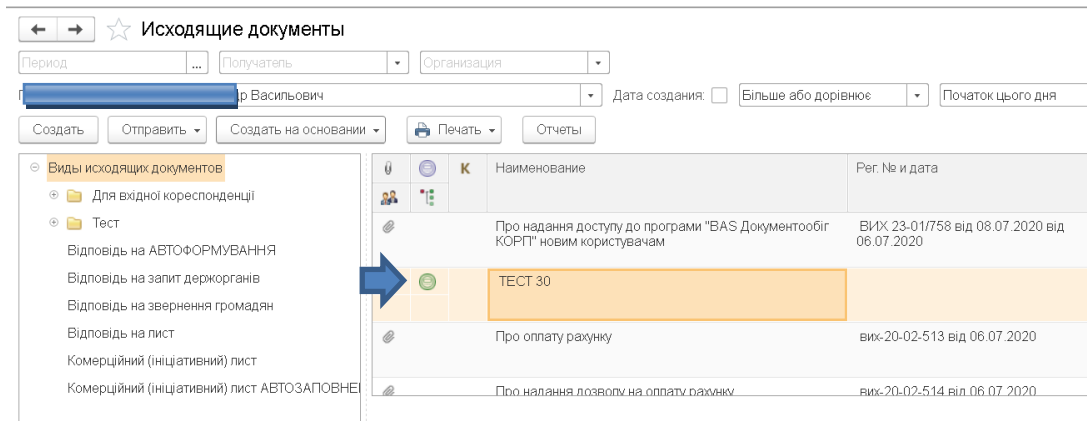 Исходящие документы
Период ... Получатель Организация
др Васильович Дата создания: Більше або дорівнює Початок цього дня
Создать Отправить Создать на основании Печать Отчеты
Виды исходящих документов К Наименование Рег. № и дата
Для вхідної кореспонденції
Тест
Про надання доступу до програми "BAS Документообіг
КОРП" новим користувачам
ВИХ 23-01/758 від 08.07.2020 від
06.07.2020
Відповідь на АВТОФОРМУВАННЯ
Відповідь на запит держорганів
ТЕСТ 30
Відповідь на звернення громадян
Відповідь на лист
Про оплату рахунку вих-20-02-513 від 06.07.2020
Комерційний (ініціативний) лист
Комерційний (ініціативний) лист АВТОЗАПОВНЕ
Про надання дозволу на оплату рахунку вих-20-02-514 від 06.07.2020